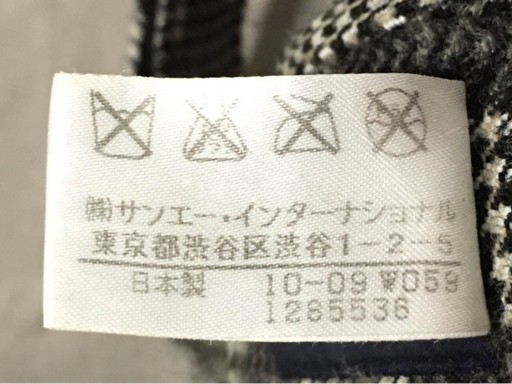 ㈱サンエー・インターナショナル
東京都渋谷区渋谷1-2-5
日本製 10-09 W059
1285536